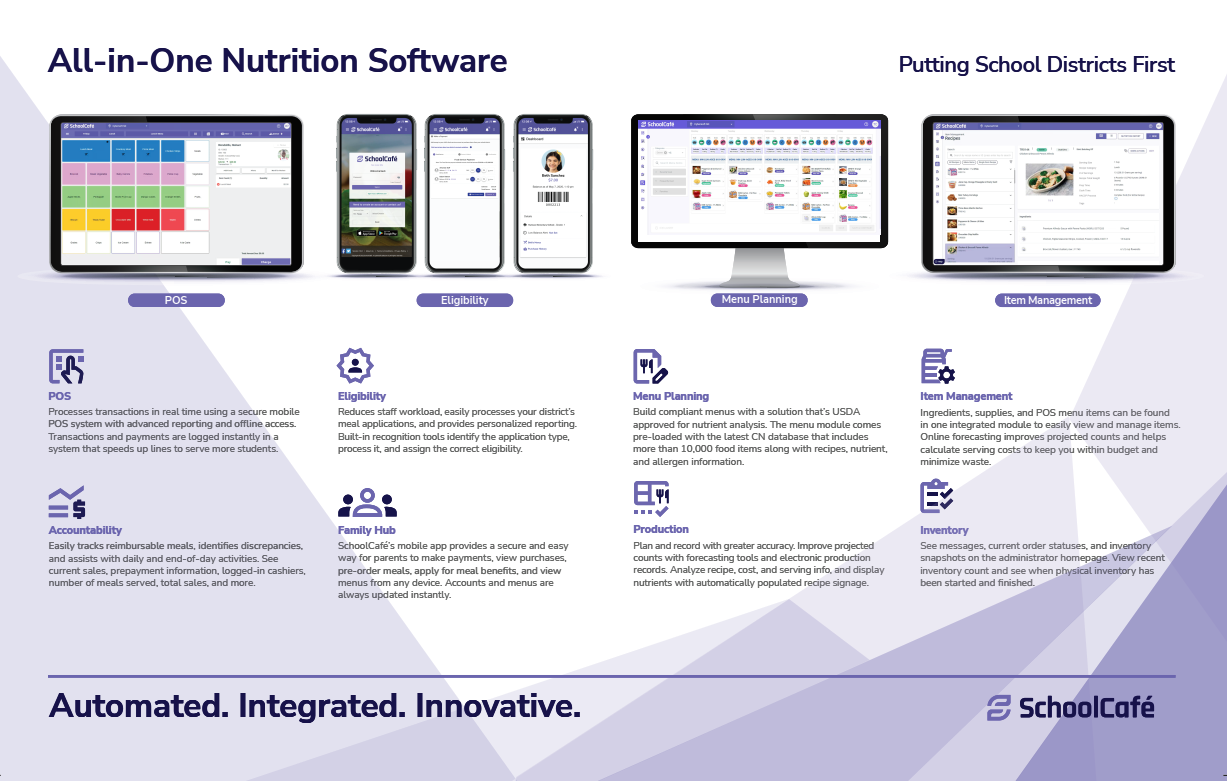 All-in-One Nutrition Software
Putting School Districts First
SchoolCafé
SchoolCafé
SchoolCafé
SchoolCafé
SchoolCafé
SchoolCafé
SchoolCafé
Dashboard
Recipes
Beth Sanchez
POS
Eligibility
Menu Planning
Item Management
POS
Processes transactions in real time using a secure mobile
POS system with advanced reporting and offline access.
Transactions and payments are logged instantly in a
system that speeds up lines to serve more students.
Eligibility
Reduces staff workload, easily processes your district's
meal applications, and provides personalized reporting.
Built-in recognition tools identify the application type,
process it, and assign the correct eligibility.
Menu Planning
Build compliant menus with a solution that's USDA
approved for nutrient analysis. The menu module comes
pre-loaded with the latest CN database that includes
more than 10,000 food items along with recipes, nutrient,
and allergen information.
Item Management
Ingredients, supplies, and POS menu items can be found
in one integrated module to easily view and manage items.
Online forecasting improves projected counts and helps
calculate serving costs to keep you within budget and
minimize waste.
Accountability
Easily tracks reimbursable meals, identifies discrepancies,
and assists with daily and end-of-day activities. See
current sales, prepayment information, logged-in cashiers,
number of meals served, total sales, and more.
Family Hub
SchoolCafé's mobile app provides a secure and easy
way for parents to make payments, view purchases,
pre-order meals, apply for meal benefits, and view
menus from any device. Accounts and menus are
always updated instantly.
Production
Plan and record with greater accuracy. Improve projected
counts with forecasting tools and electronic production
records. Analyze recipe, cost, and serving info, and display
nutrients with automatically populated recipe signage.
Inventory
See messages, current order statuses, and inventory
snapshots on the administrator homepage. View recent
inventory count and see when physical inventory has
been started and finished.
Automated. Integrated. Innovative.
SchoolCafé